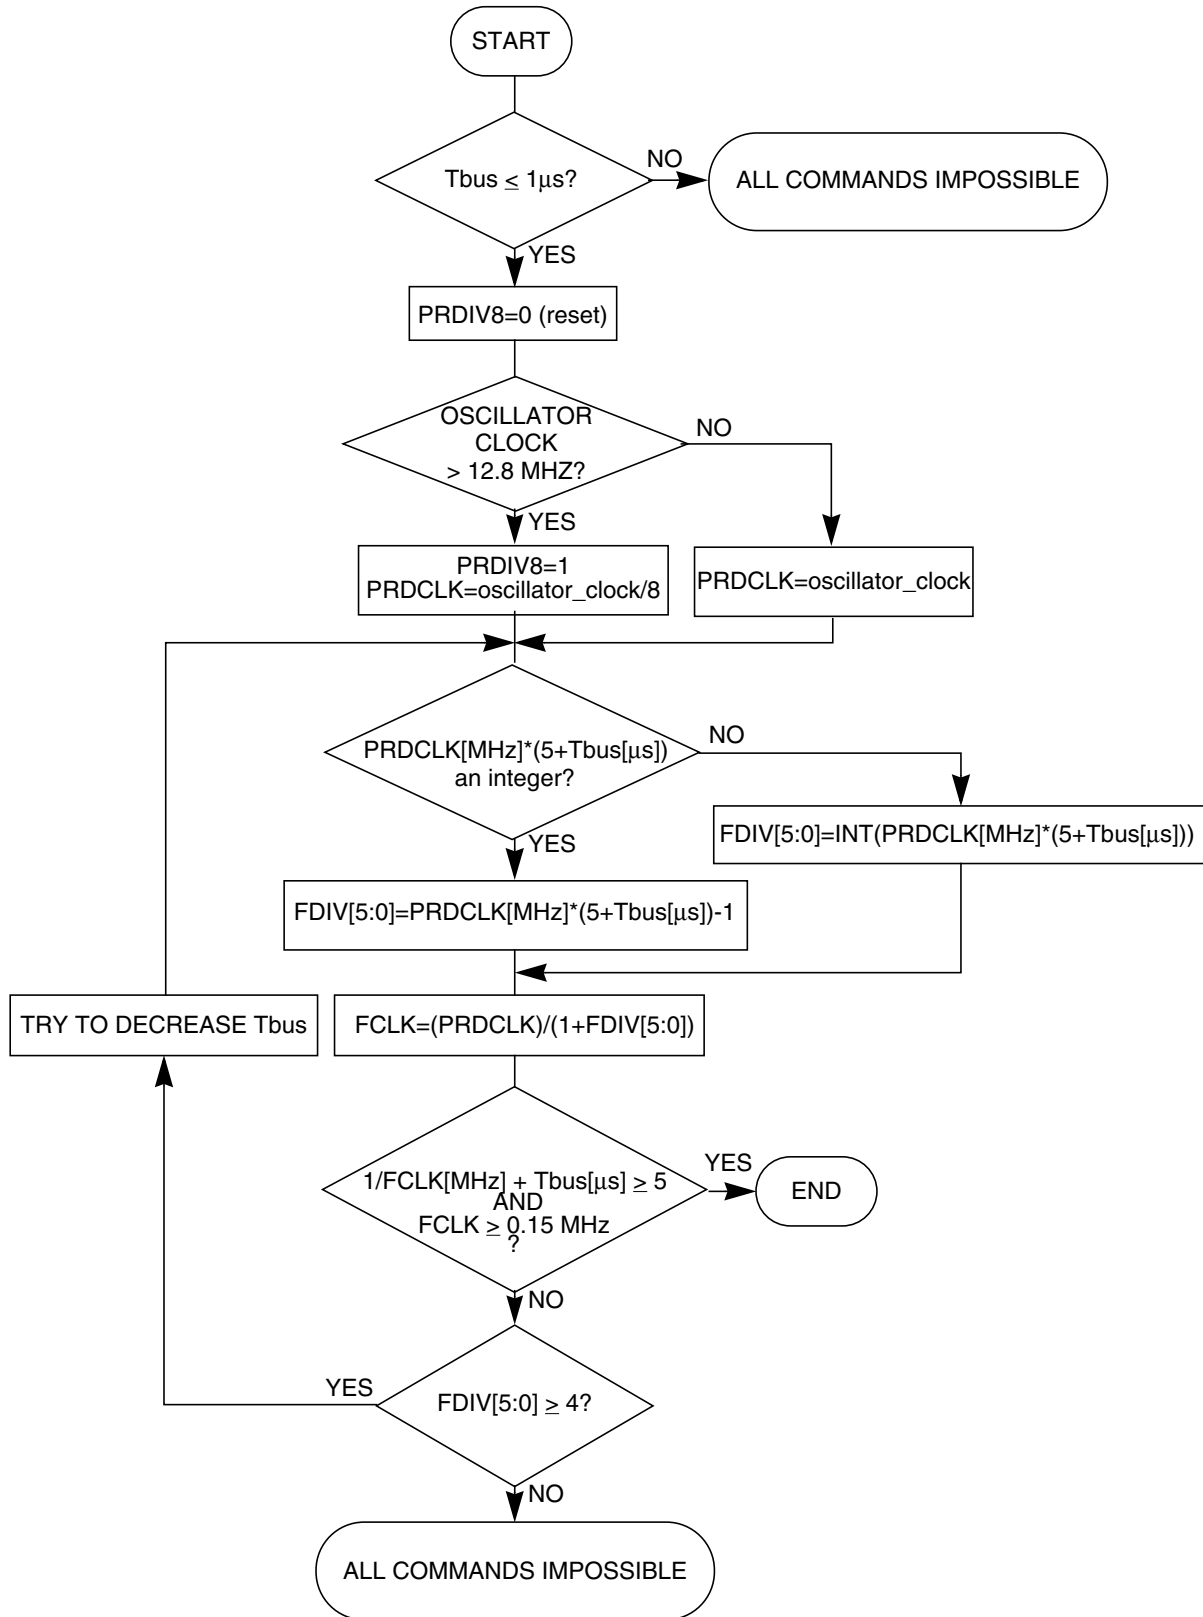 START
Tbus ≤ 1μs?
NO
ALL COMMANDS IMPOSSIBLE
YES
PRDIV8=0 (reset)
OSCILLATOR
CLOCK
> 12.8 MHZ?
NO
YES
PRDIV8=1
PRDCLK=oscillator_clock/8
PRDCLK=oscillator_clock
PRDCLK[MHz]*(5+Tbus[μs])
an integer?
NO
YES
FDIV[5:0]=INT(PRDCLK[MHz]*(5+Tbus[μs]))
FDIV[5:0]=PRDCLK[MHz]*(5+Tbus[μs])-1
TRY TO DECREASE Tbus
FCLK=(PRDCLK)/(1+FDIV[5:0])
1/FCLK[MHz] + Tbus[μs] ≥ 5
AND
FCLK ≥ 0.15 MHz
?
YES
END
NO
FDIV[5:0] ≥ 4?
YES
NO
ALL COMMANDS IMPOSSIBLE